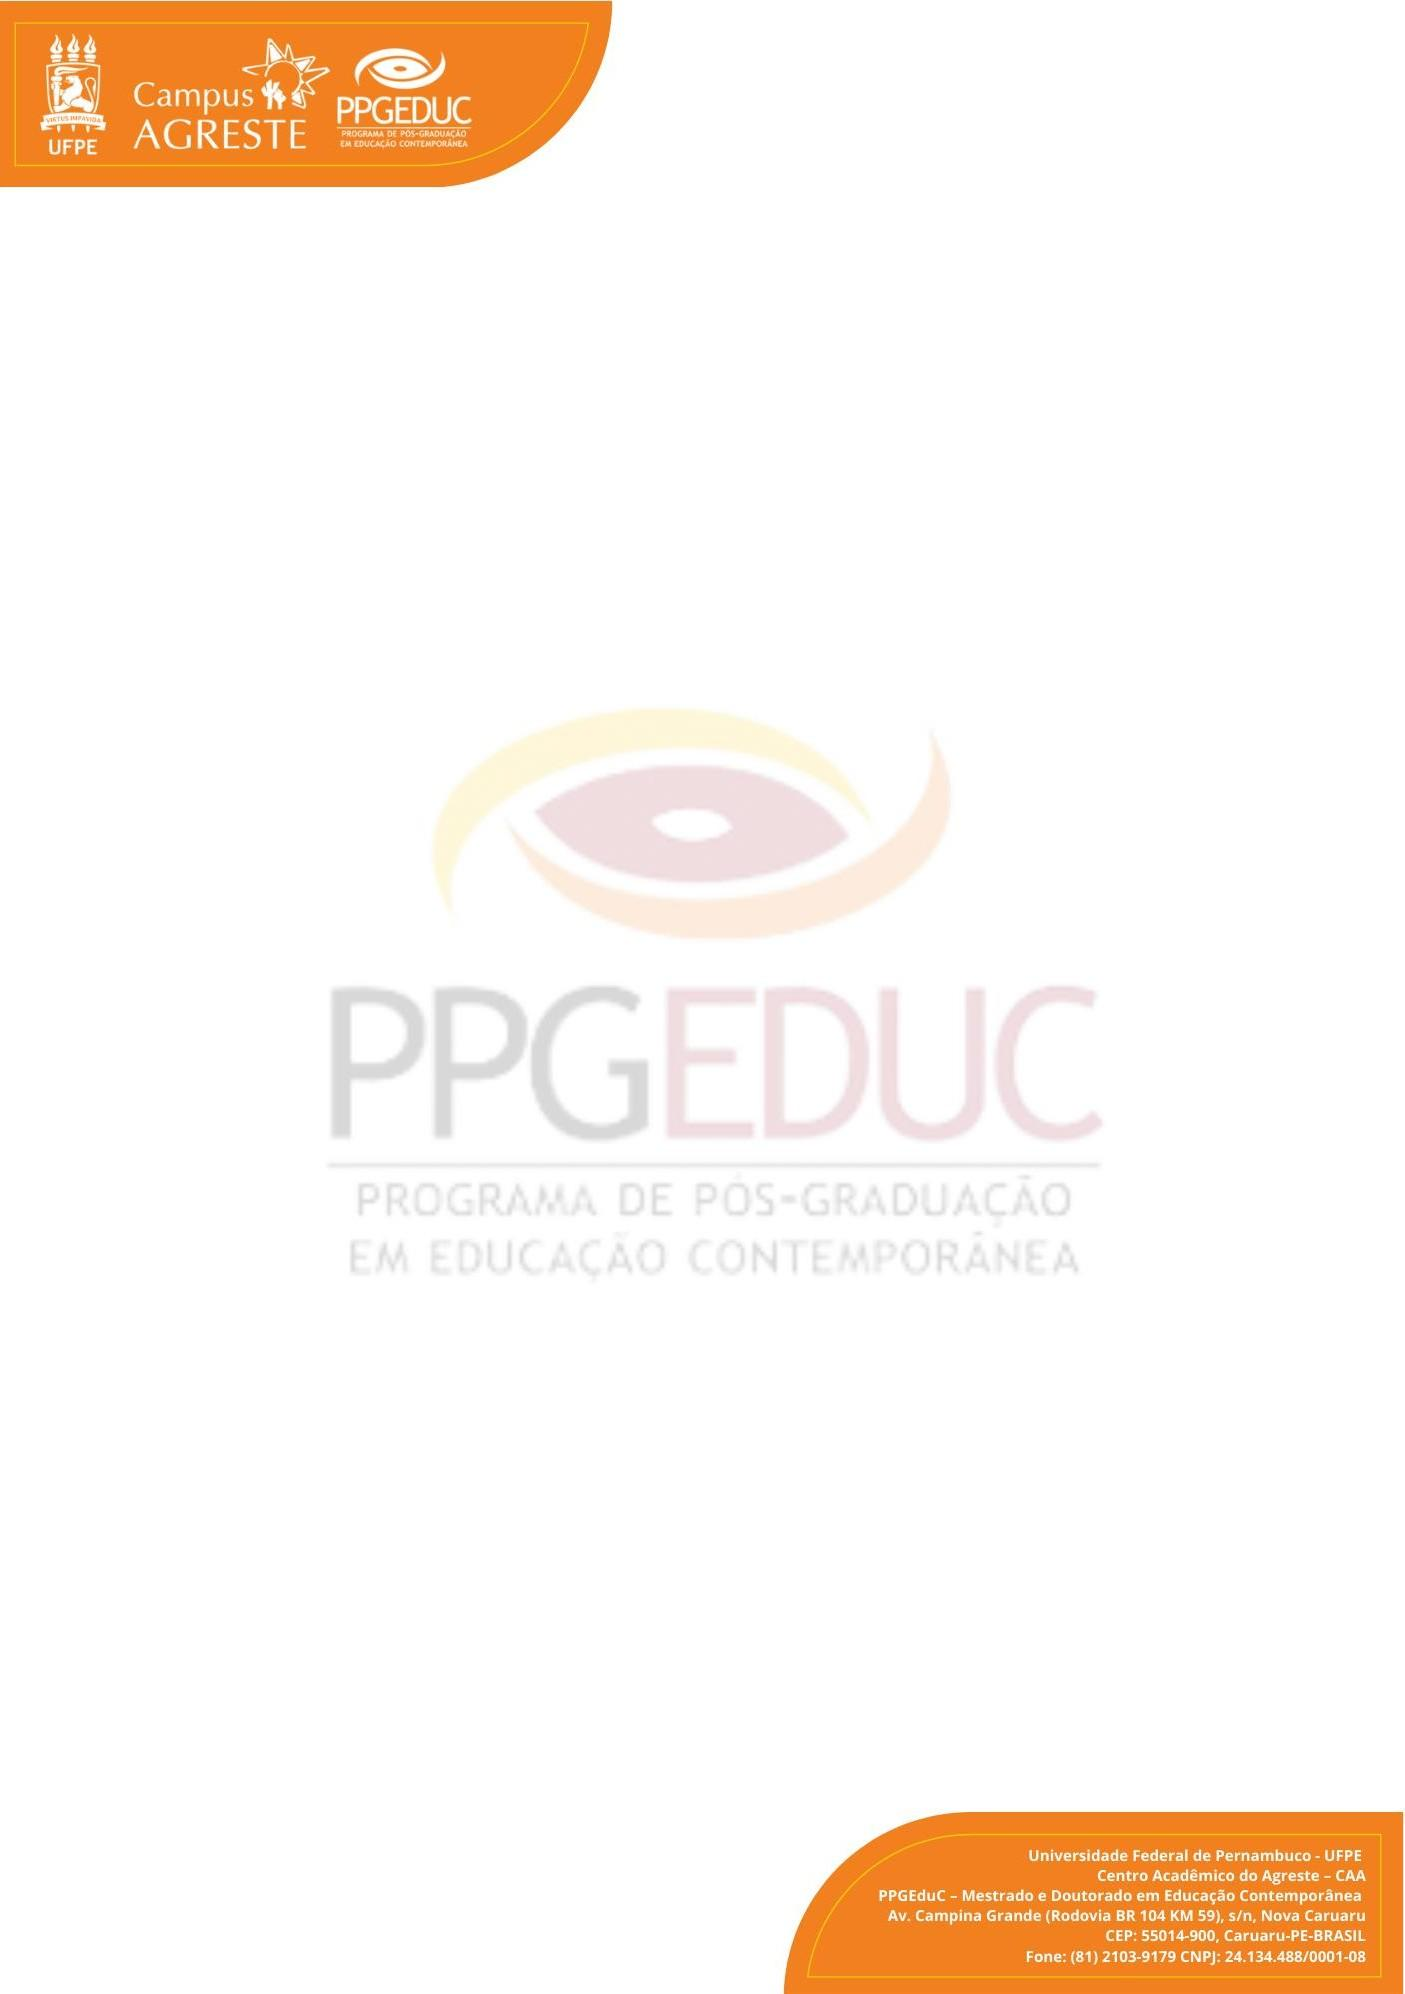 VIRTUS IMPAVIDA
UFPE
Campus
AGRESTE
PPGEDUC
PROGRAMA DE PÓS-GRADUAÇÃO
EM EDUCAÇÃO CONTEMPORÂNEA
PPGEDUC
PROGRAMA DE PÓS-GRADUAÇÃO
EM EDUCAÇÃO CONTEMPORÂNEA
Universidade Federal de Pernambuco - UFPE
Centro Acadêmico do Agreste – CAA
PPGEduC – Mestrado e Doutorado em Educação Contemporânea
Av. Campina Grande (Rodovia BR 104 KM 59), s/n, Nova Caruaru
CEP: 55014-900, Caruaru-PE-BRASIL
Fone: (81) 2103-9179 CNPJ: 24.134.488/0001-08